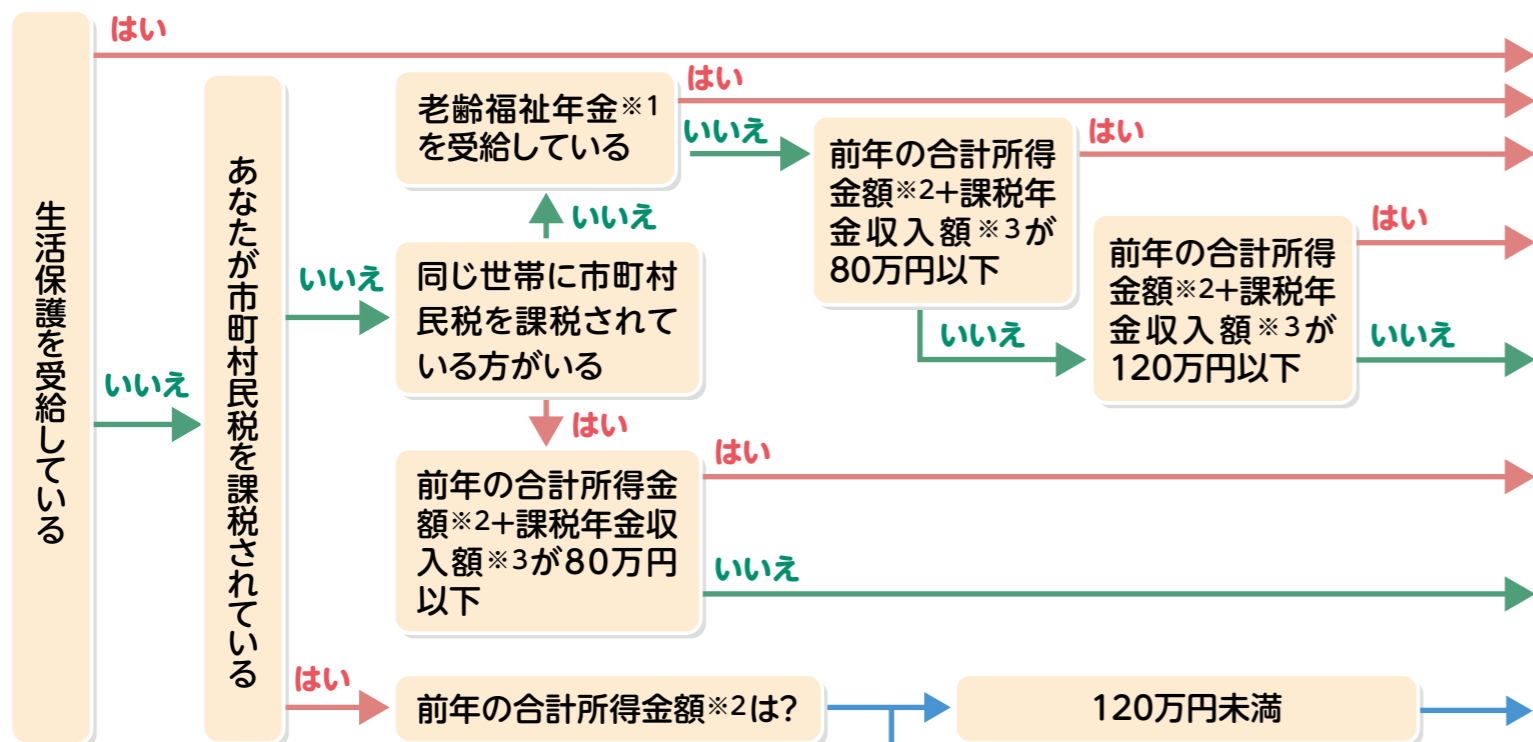 はい
生活保護を受給している
いいえ
あなたが市町村民税を課税されている
いいえ
同じ世帯に市町村
民税を課税されて
いる方がいる
いいえ
老齢福祉年金※1
を受給している
はい
いいえ
前年の合計所得
金額※2+課税年
金収入額※3が
80万円以下
はい
いいえ
前年の合計所得
金額※2+課税年
金収入額※3が
120万円以下
はい
いいえ
はい
前年の合計所得金
額※2+課税年金収
入額※3が80万円
以下
はい
いいえ
はい
前年の合計所得金額※2は?
120万円未満